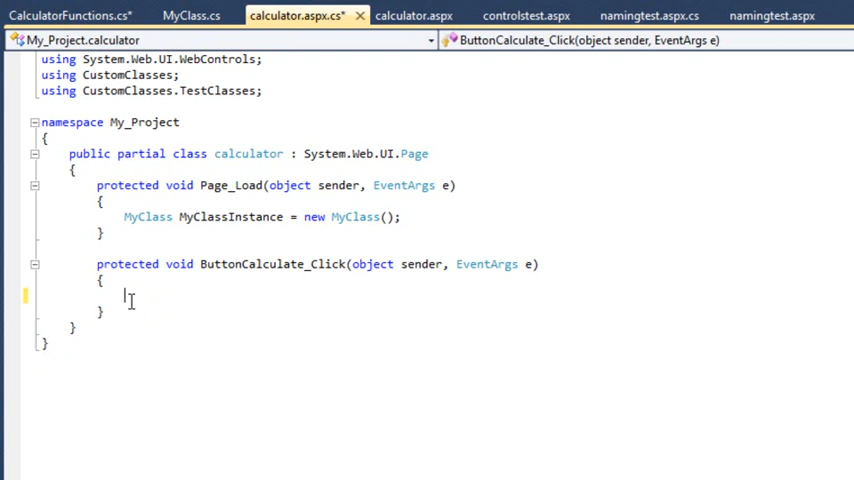 CalculatorFunctions.cs* MyClass.cs calculator.aspx.cs* calculator.aspx controlstest.aspx namingtest.aspx.cs namingtest.aspx
My_Project.calculator ButtonCalculate_Click(object sender, EventArgs e)
using System.Web.UI.WebControls;
using CustomClasses;
using CustomClasses.TestClasses;
namespace My_Project
{
public partial class calculator : System.Web.UI.Page
{
protected void Page_Load(object sender, EventArgs e)
{
MyClass MyClassInstance = new MyClass();
}
protected void ButtonCalculate_Click(object sender, EventArgs e)
{
}
}
}